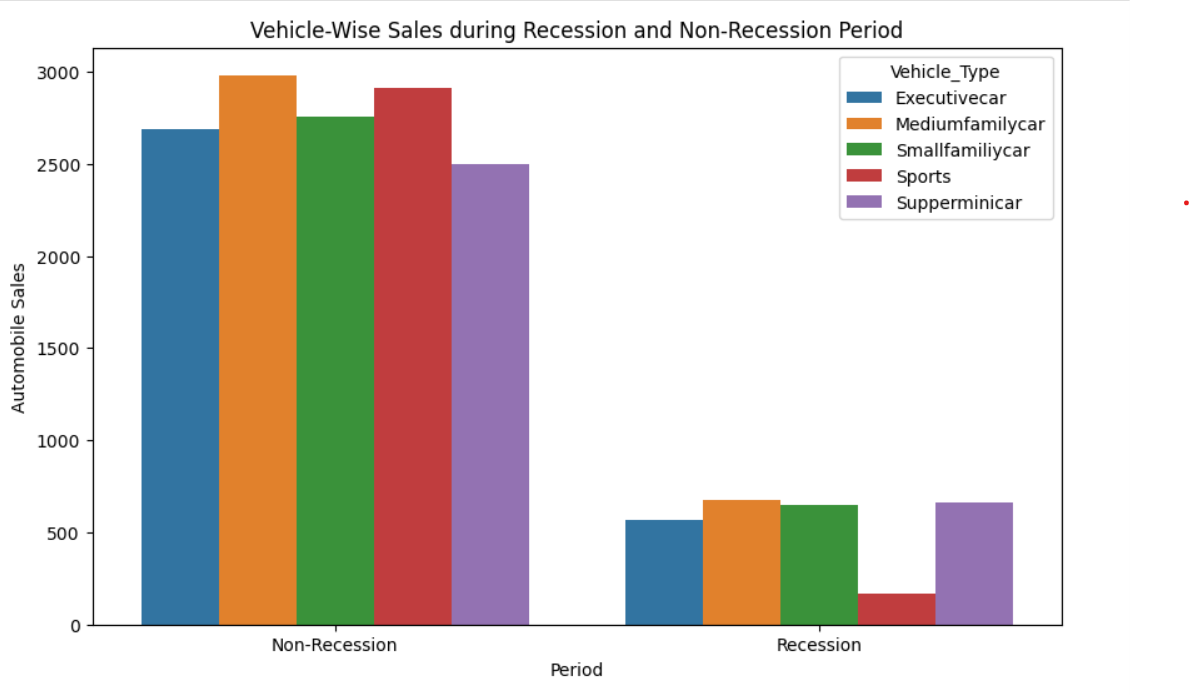 Vehicle-Wise Sales during Recession and Non-Recession Period
Vehicle_Type
Executivecar
Mediumfamilycar
Smallfamiliycar
Sports
Supperminicar
Automobile Sales
3000
2500
2000
1500
1000
500
0
Non-Recession
Recession
Period